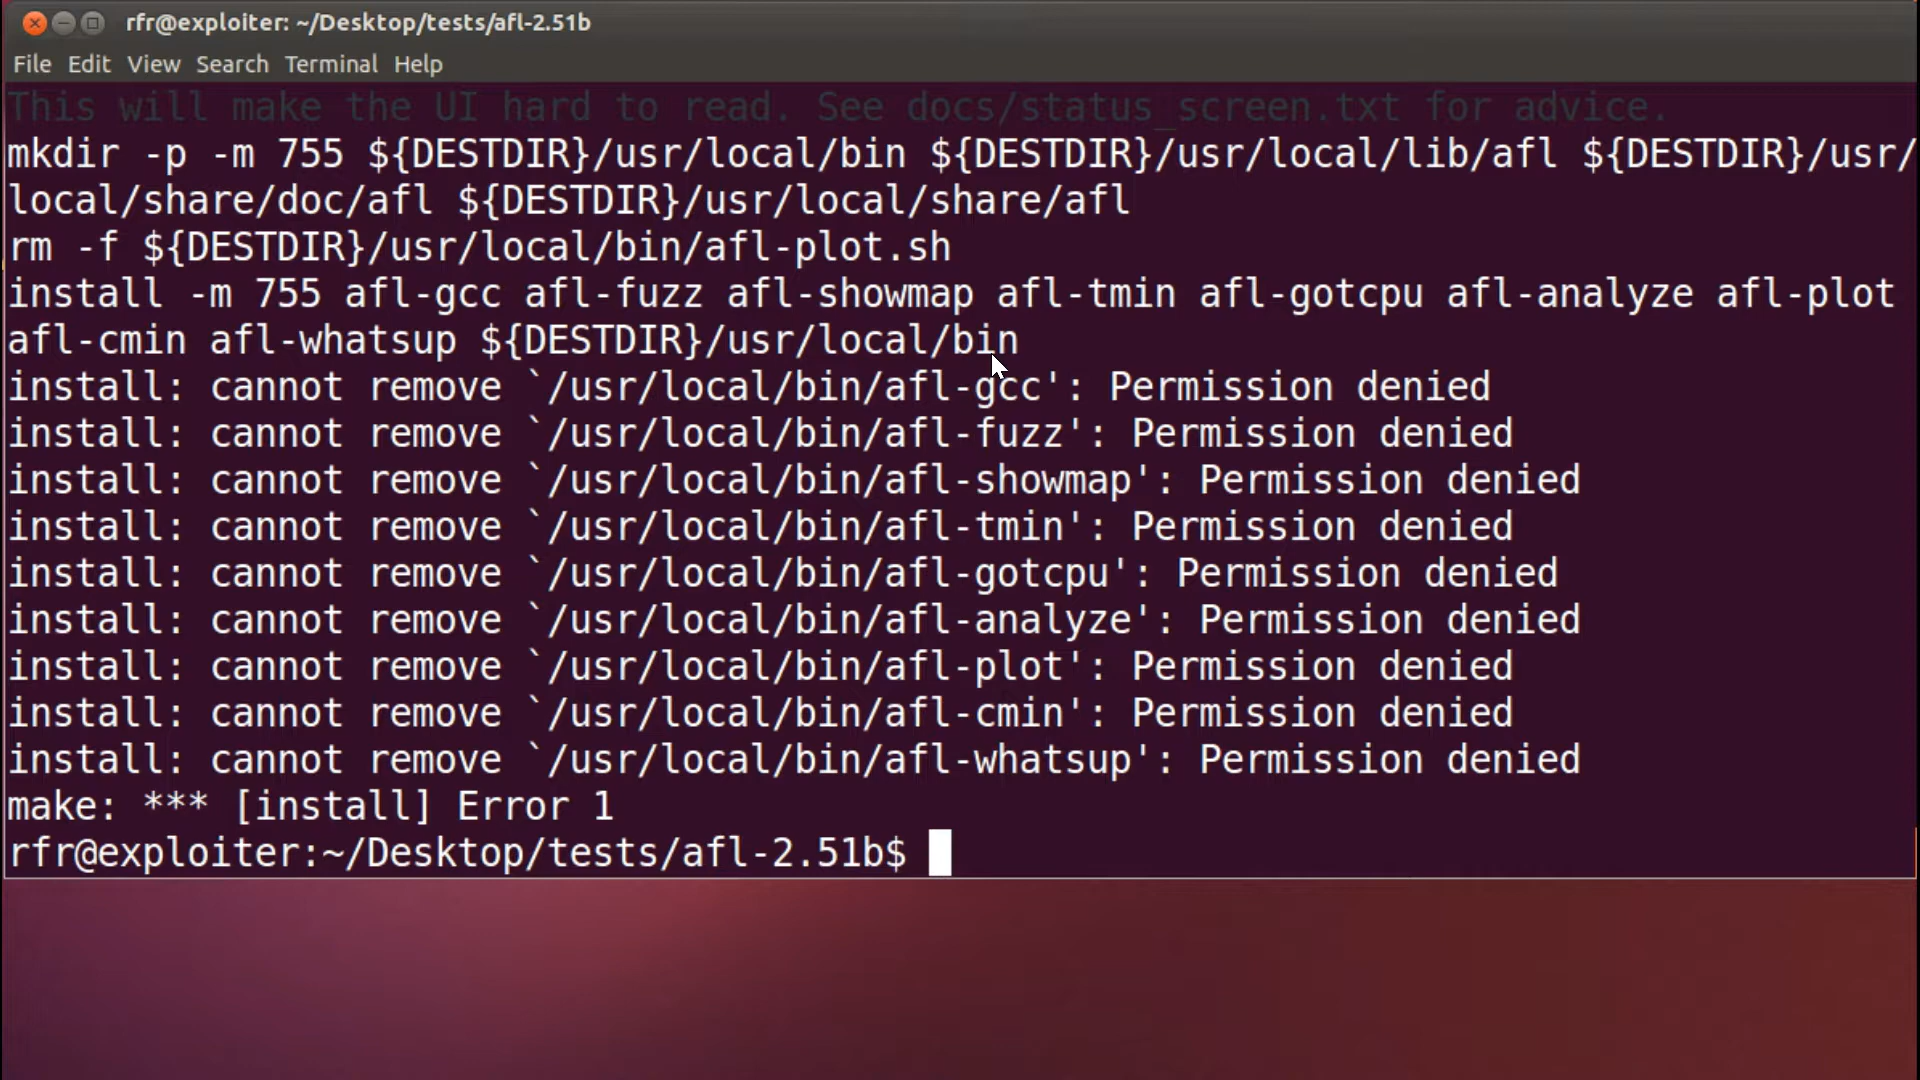 rfr@exploiter: ~/Desktop/tests/afl-2.51b
File Edit View Search Terminal Help
This will make the UI hard to read. See docs/status_screen.txt for advice.
mkdir -p -m 755 ${DESTDIR}/usr/local/bin ${DESTDIR}/usr/local/lib/afl ${DESTDIR}/usr/
local/share/doc/afl ${DESTDIR}/usr/local/share/afl
rm -f ${DESTDIR}/usr/local/bin/afl-plot.sh
install -m 755 afl-gcc afl-fuzz afl-showmap afl-tmin afl-gotcpu afl-analyze afl-plot
afl-cmin afl-whatsup ${DESTDIR}/usr/local/bin
install: cannot remove `/usr/local/bin/afl-gcc': Permission denied
install: cannot remove `/usr/local/bin/afl-fuzz': Permission denied
install: cannot remove `/usr/local/bin/afl-showmap': Permission denied
install: cannot remove `/usr/local/bin/afl-tmin': Permission denied
install: cannot remove `/usr/local/bin/afl-gotcpu': Permission denied
install: cannot remove `/usr/local/bin/afl-analyze': Permission denied
install: cannot remove `/usr/local/bin/afl-plot': Permission denied
install: cannot remove `/usr/local/bin/afl-cmin': Permission denied
install: cannot remove `/usr/local/bin/afl-whatsup': Permission denied
make: *** [install] Error 1
rfr@exploiter:~/Desktop/tests/afl-2.51b$